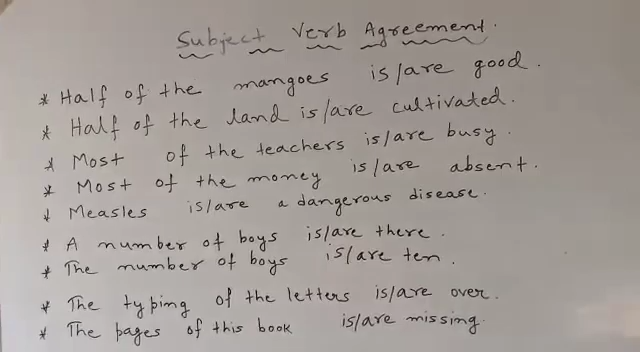 Subject Verb Agreement.
* Half of the mangoes is/are good.
* Half of the land is/are cultivated.
* Most of the teachers is/are busy.
* Most of the money is/are absent.
* Measles is/are a dangerous disease.
* A number of boys is/are there.
* The number of boys is/are ten.
* The typing of the letters is/are over.
* The pages of this book is/are missing.